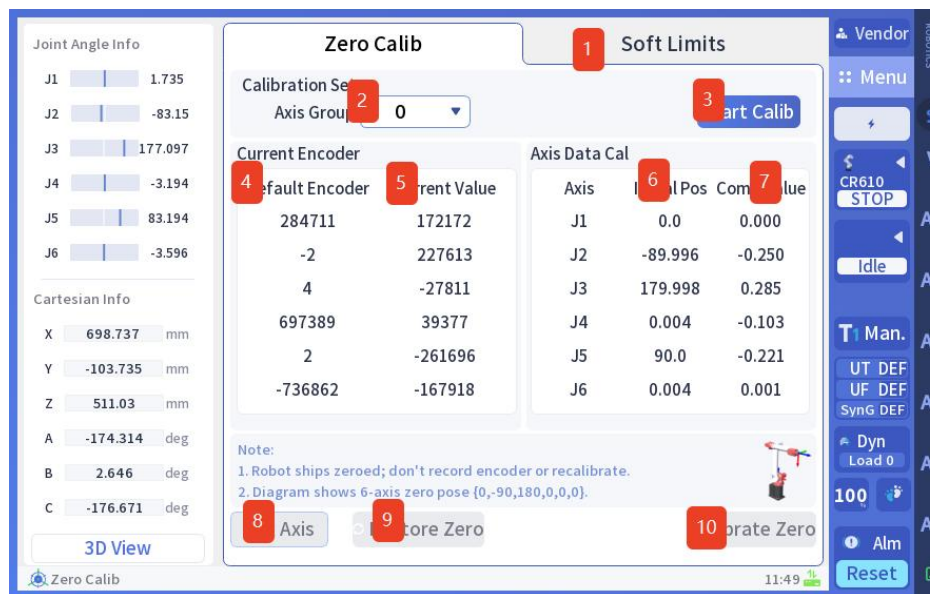 Joint Angle Info
J1 1.735
J2 -83.15
J3 177.097
J4 -3.194
J5 83.194
J6 -3.596
Cartesian Info
X 698.737 mm
Y -103.735 mm
Z 511.03 mm
A -174.314 deg
B 2.646 deg
C -176.671 deg
3D View
Zero Calib
Zero Calib
1 Soft Limits
Calibration Se
2
Axis Group 0
3 art Calib
Current Encoder
4 efault Encoder 5 rrent Value
284711 172172
-2 227613
4 -27811
697389 39377
2 -261696
-736862 -167918
Axis Data Cal
Axis 6 al Pos Com 7 lue
J1 0.0 0.000
J2 -89.996 -0.250
J3 179.998 0.285
J4 0.004 -0.103
J5 90.0 -0.221
J6 0.004 0.001
Note:
1. Robot ships zeroed; don't record encoder or recalibrate.
2. Diagram shows 6-axis zero pose {0,-90,180,0,0,0}.
8 Axis 9 tore Zero 10 brate Zero
11:49
Vendor
Menu
CR610
STOP
Idle
T1 Man.
UT DEF
UF DEF
SynG DEF
Dyn
Load 0
100 %
Alm
Reset